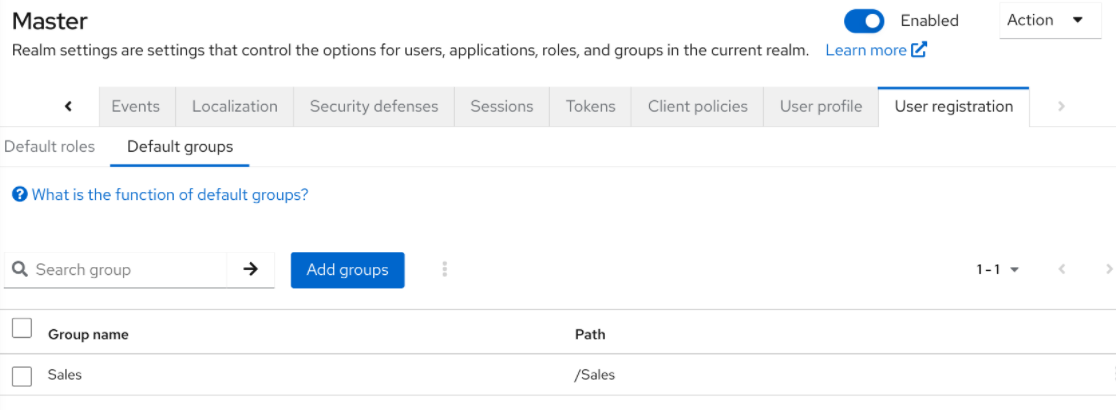 Master
Enabled
Action
Realm settings are settings that control the options for users, applications, roles, and groups in the current realm. Learn more
Events Localization Security defenses Sessions Tokens Client policies User profile User registration
Default roles Default groups
What is the function of default groups?
Search group
Add groups
1 - 1
Group name Path
Sales /Sales